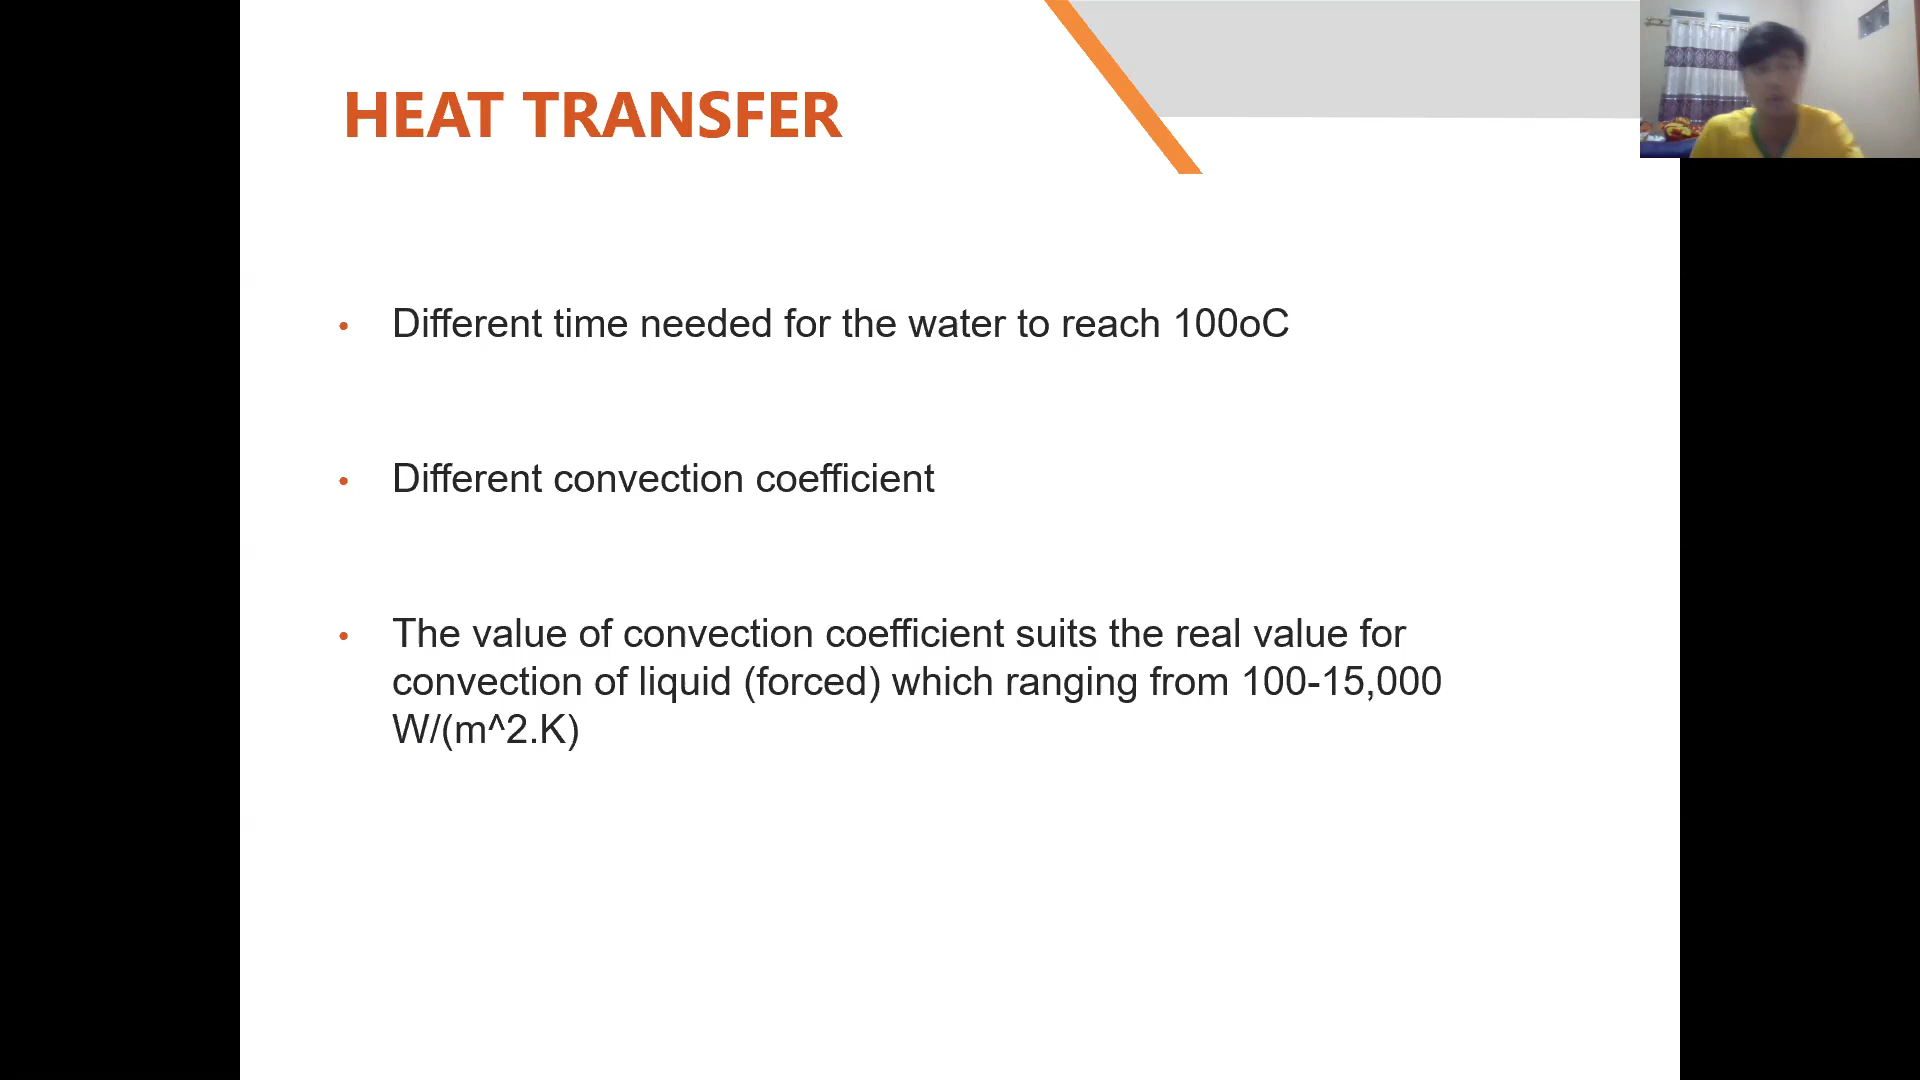 HEAT TRANSFER
• Different time needed for the water to reach 100oC
• Different convection coefficient
• The value of convection coefficient suits the real value for
convection of liquid (forced) which ranging from 100-15,000
W/(m^2.K)